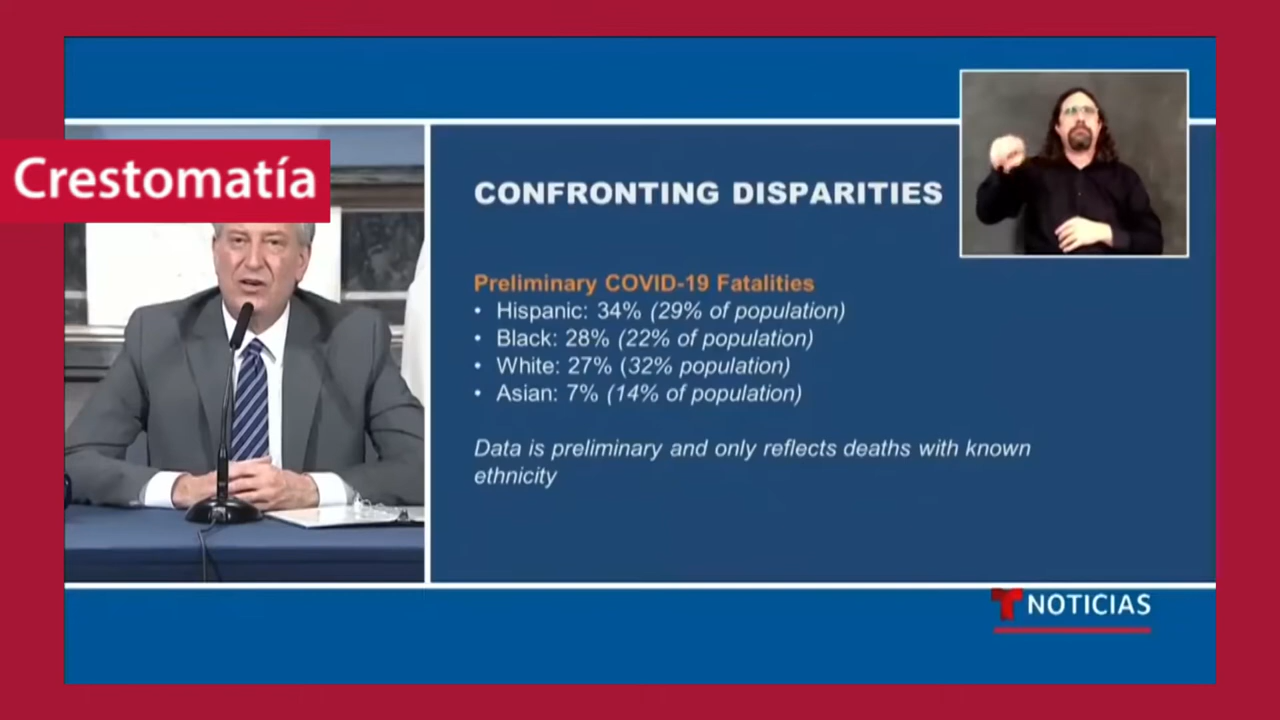 Crestomatía
CONFRONTING DISPARITIES
Preliminary COVID-19 Fatalities
• Hispanic: 34% (29% of population)
• Black: 28% (22% of population)
• White: 27% (32% population)
• Asian: 7% (14% of population)
Data is preliminary and only reflects deaths with known
ethnicity
NOTICIAS